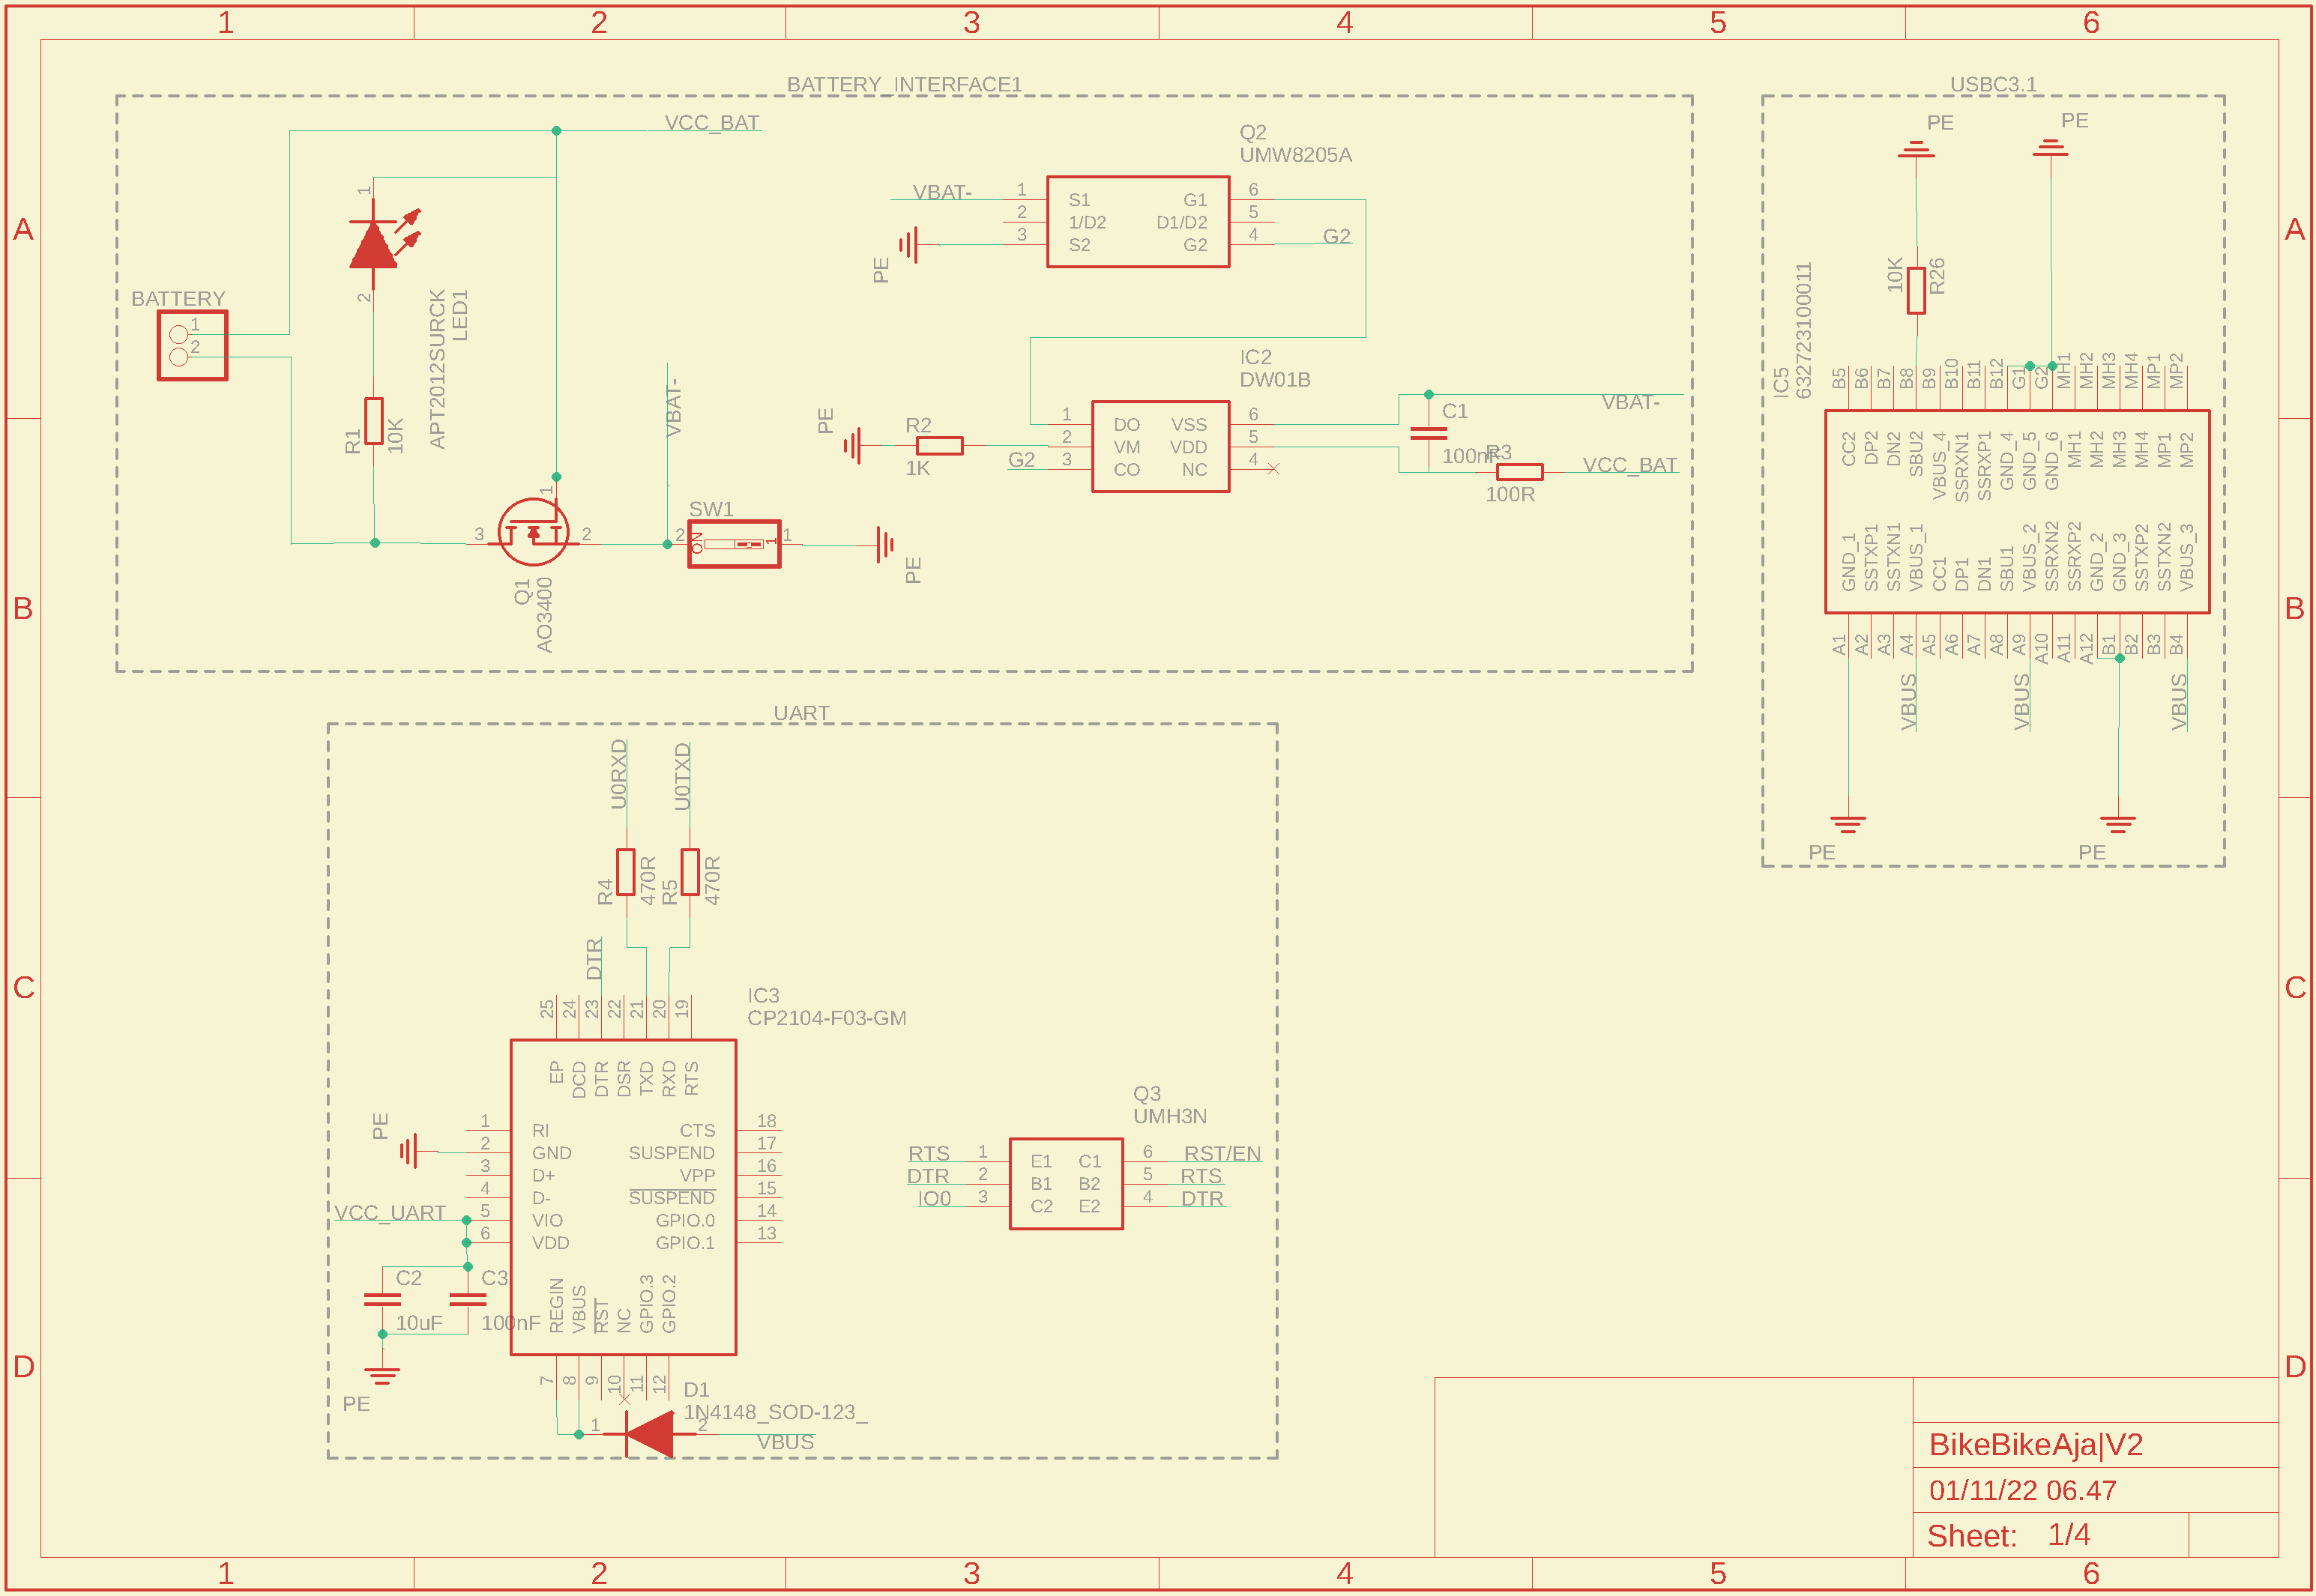 1 2 3 4 5 6
A A
B B
C C
D D
1 2 3 4 5 6
BATTERY_INTERFACE1
VCC_BAT
BATTERY
1
2
1
2
APT2012SURCK
LED1
R1
10K
1
3
2
Q1
AO3400
VBAT-
SW1
2
ON
1
1
PE
Q2
UMW8205A
VBAT-
1 S1 G1 6
2 1/D2 D1/D2 5
3 S2 G2 4
G2
PE
IC2
DW01B
1 DO VSS 6
2 VM VDD 5
3 CO NC 4
PE
R2
1K
G2
C1
100nF
VBAT-
R3
100R
VCC_BAT
USBC3.1
PE
PE
10K
R26
IC5
632723100011
B5 B6 B7 B8 B9 B10 B11 B12 G1 G2 MH1 MH2 MH3 MH4 MP1 MP2
CC2 DP2 DN2 SBU2 VBUS_4 SSRXN1 SSRXP1 GND_4 GND_5 GND_6 MH1 MH2 MH3 MH4 MP1 MP2
GND_1 SSTXP1 SSTXN1 VBUS_1 CC1 DP1 DN1 SBU1 VBUS_2 SSRXN2 SSRXP2 GND_2 GND_3 SSTXP2 SSTXN2 VBUS_3
A1 A2 A3 A4 A5 A6 A7 A8 A9 A10 A11 A12 B1 B2 B3 B4
VBUS
VBUS
VBUS
PE
PE
UART
U0RXD
U0TXD
R4
470R
R5
470R
DTR
IC3
CP2104-F03-GM
25 24 23 22 21 20 19
EP DCD DTR DSR TXD RXD RTS
PE
1 RI CTS 18
2 GND SUSPEND 17
3 D+ VPP 16
4 D- SUSPEND 15
VCC_UART 5 VIO GPIO.0 14
6 VDD GPIO.1 13
C2
10uF
C3
100nF
PE
REGIN VBUS RST NC GPIO.3 GPIO.2
7 8 9 10 11 12
D1
1N4148_SOD-123_
1
2
VBUS
Q3
UMH3N
RTS 1 E1 C1 6 RST/EN
DTR 2 B1 B2 5 RTS
IO0 3 C2 E2 4 DTR
BikeBikeAja|V2
01/11/22 06.47
Sheet: 1/4